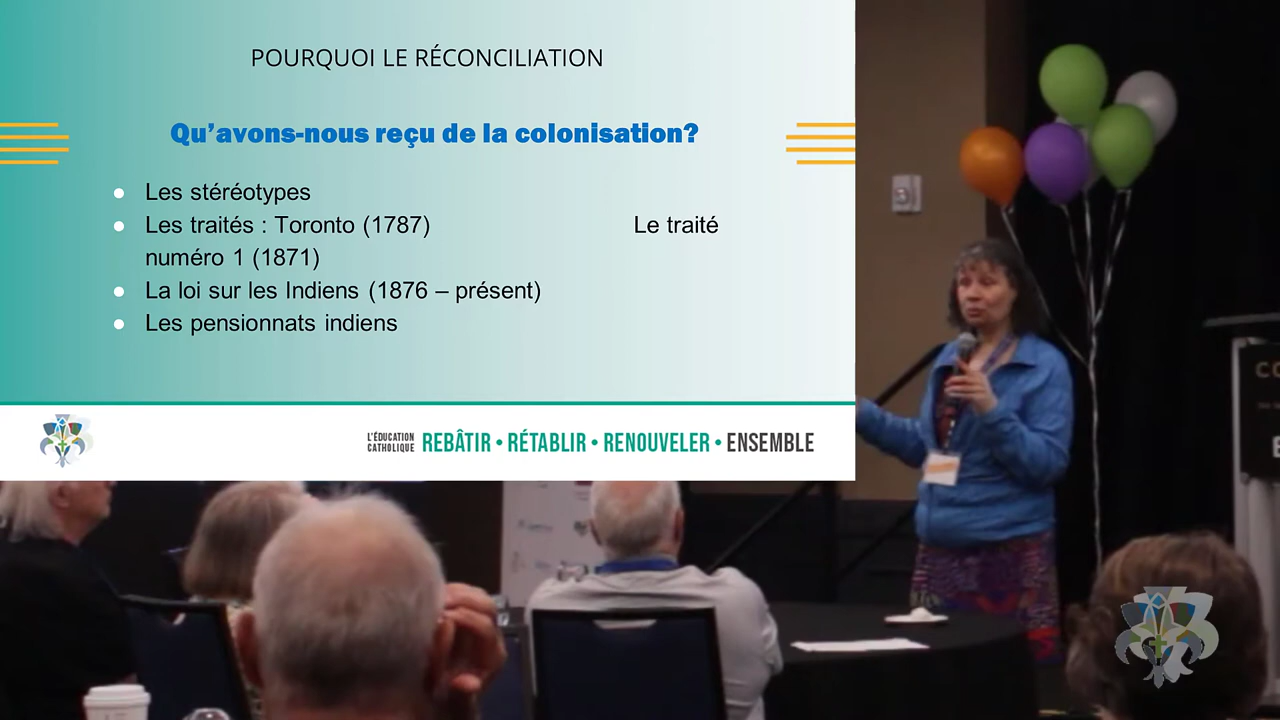 POURQUOI LE RÉCONCILIATION
Qu'avons-nous reçu de la colonisation?
● Les stéréotypes
● Les traités : Toronto (1787) Le traité
numéro 1 (1871)
● La loi sur les Indiens (1876 – présent)
● Les pensionnats indiens
L'ÉDUCATION
CATHOLIQUE
REBÂTIR • RÉTABLIR • RENOUVELER • ENSEMBLE